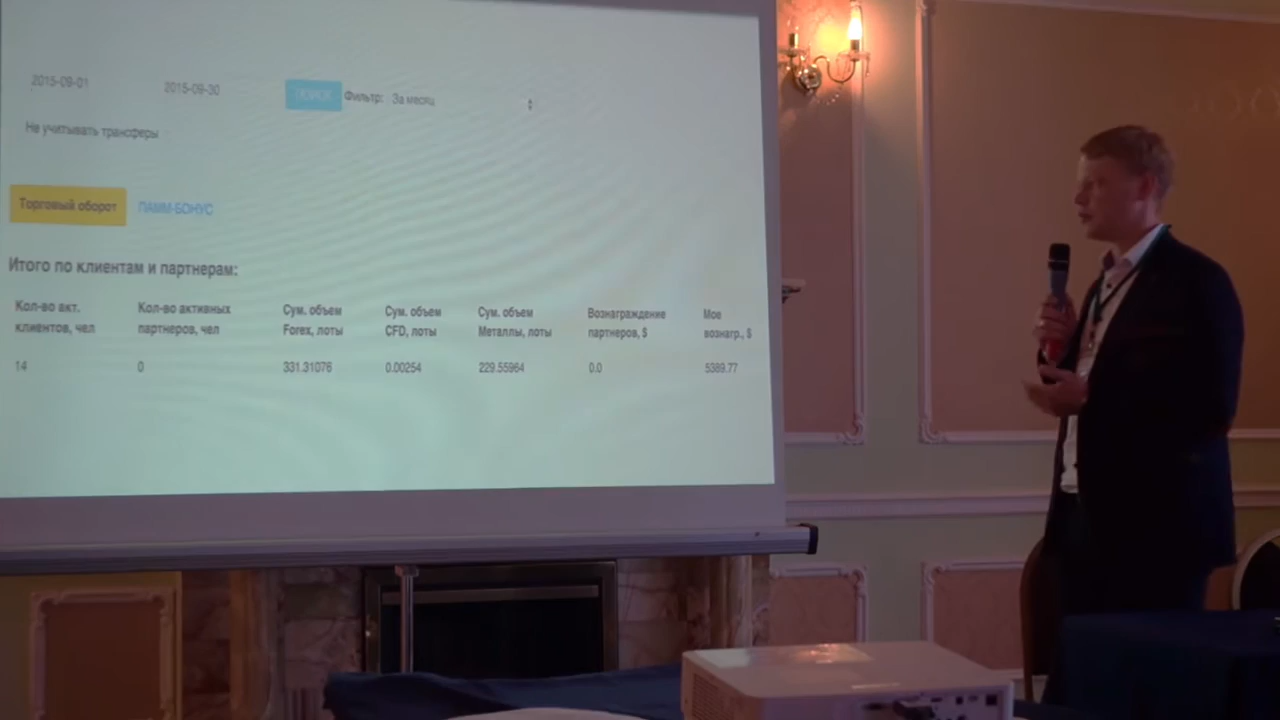 2015-09-01 2015-09-30 ПОИСК Фильтр: За месяц
Не учитывать трансферы
Торговый оборот ПАММ-БОНУС
Итого по клиентам и партнерам:
Кол-во акт. Кол-во активных Сум. объем Сум. объем Сум. объем Вознаграждение Мое
клиентов, чел партнеров, чел Forex, лоты CFD, лоты Металлы, лоты партнеров, $ вознагр., $
14 0 331.31076 0.00254 229.55964 0.0 5389.77